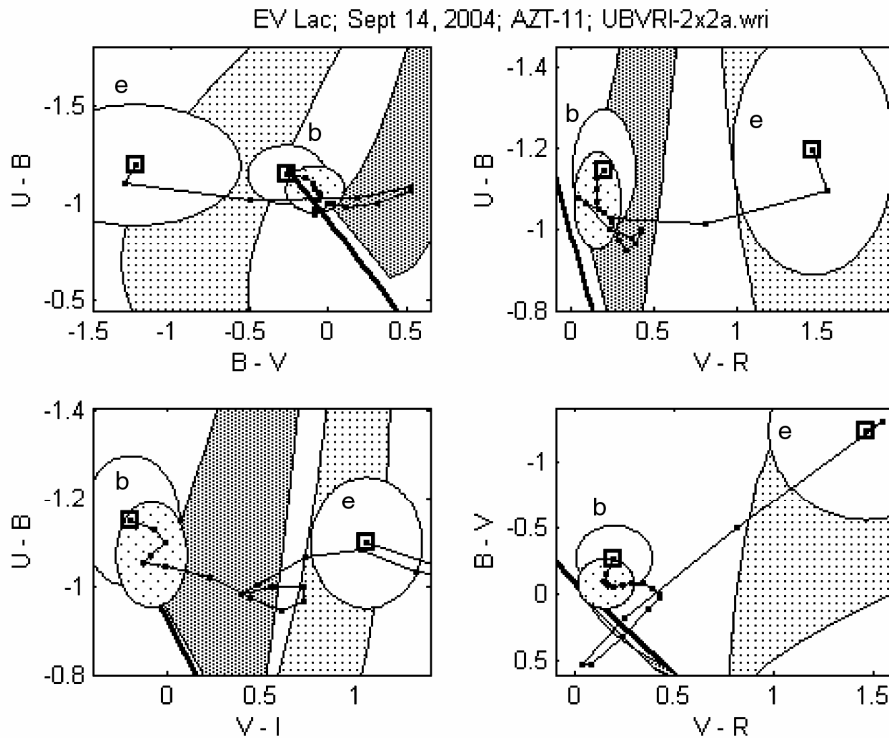 EV Lac; Sept 14, 2004; AZT-11; UBVRI-2x2a.wri
e
b
-1.5
-1
-0.5
U - B
-1.5 -1 -0.5 0 0.5
B - V
b
e
-1.4
-1.2
-1
-0.8
U - B
0 0.5 1 1.5
V - R
b
e
-1.4
-1.2
-1
-0.8
U - B
0 0.5 1
V - I
e
b
-1
-0.5
0
0.5
B - V
0 0.5 1 1.5
V - R